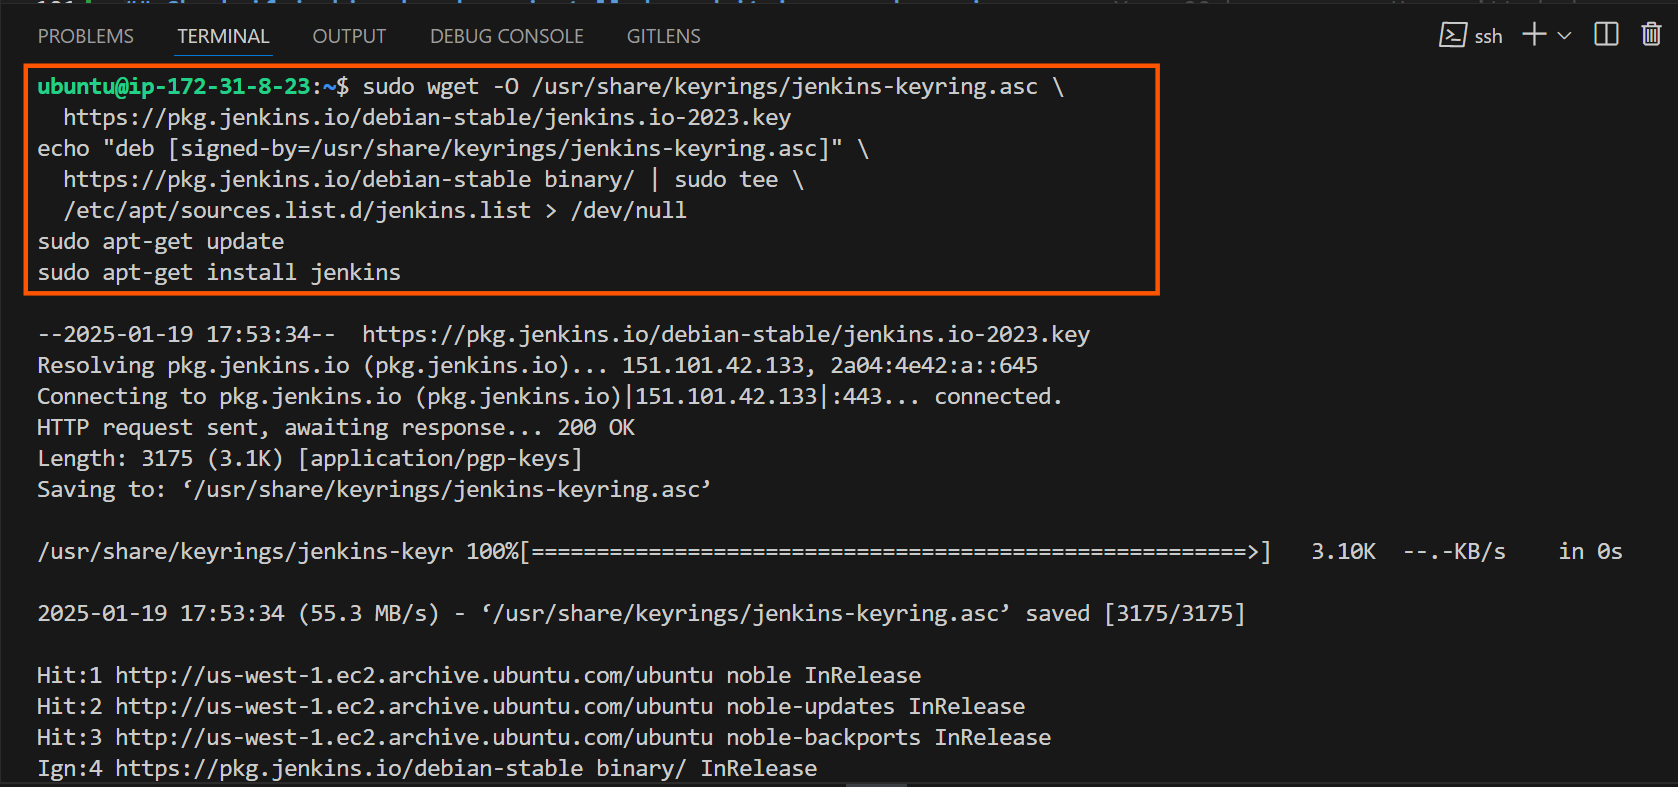 PROBLEMS TERMINAL OUTPUT DEBUG CONSOLE GITLENS ssh
ubuntu@ip-172-31-8-23:~$ sudo wget -O /usr/share/keyrings/jenkins-keyring.asc \
  https://pkg.jenkins.io/debian-stable/jenkins.io-2023.key
echo "deb [signed-by=/usr/share/keyrings/jenkins-keyring.asc]" \
  https://pkg.jenkins.io/debian-stable binary/ | sudo tee \
  /etc/apt/sources.list.d/jenkins.list > /dev/null
sudo apt-get update
sudo apt-get install jenkins
--2025-01-19 17:53:34--  https://pkg.jenkins.io/debian-stable/jenkins.io-2023.key
Resolving pkg.jenkins.io (pkg.jenkins.io)... 151.101.42.133, 2a04:4e42:a::645
Connecting to pkg.jenkins.io (pkg.jenkins.io)|151.101.42.133|:443... connected.
HTTP request sent, awaiting response... 200 OK
Length: 3175 (3.1K) [application/pgp-keys]
Saving to: ‘/usr/share/keyrings/jenkins-keyring.asc’
/usr/share/keyrings/jenkins-keyr 100%[=======================================================>]   3.10K  --.-KB/s    in 0s
2025-01-19 17:53:34 (55.3 MB/s) - ‘/usr/share/keyrings/jenkins-keyring.asc’ saved [3175/3175]
Hit:1 http://us-west-1.ec2.archive.ubuntu.com/ubuntu noble InRelease
Hit:2 http://us-west-1.ec2.archive.ubuntu.com/ubuntu noble-updates InRelease
Hit:3 http://us-west-1.ec2.archive.ubuntu.com/ubuntu noble-backports InRelease
Ign:4 https://pkg.jenkins.io/debian-stable binary/ InRelease